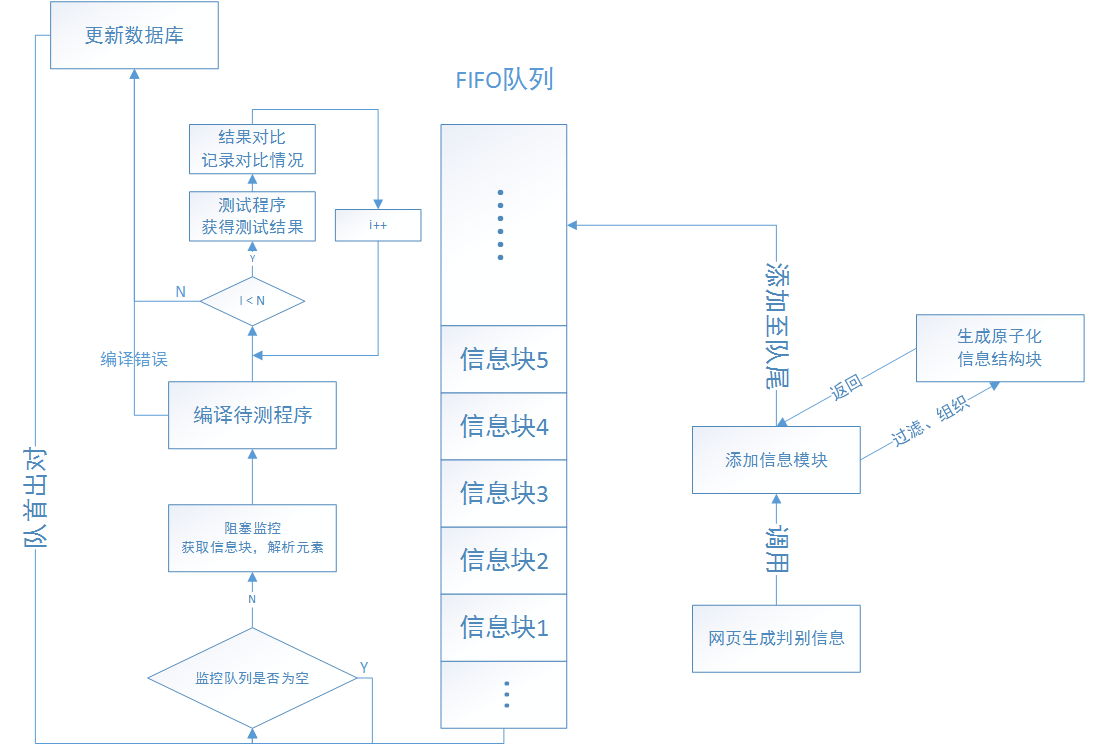 更新数据库
FIFO队列
结果对比
记录对比情况
测试程序
获得测试结果
i++
Y
I < N
N
编译错误
编译待测程序
队首出对
阻塞监控
获取信息块，解析元素
N
监控队列是否为空
Y
信息块5
信息块4
信息块3
信息块2
信息块1
添加至队尾
生成原子化
信息结构块
返回
过滤、组织
添加信息模块
调用
网页生成判别信息